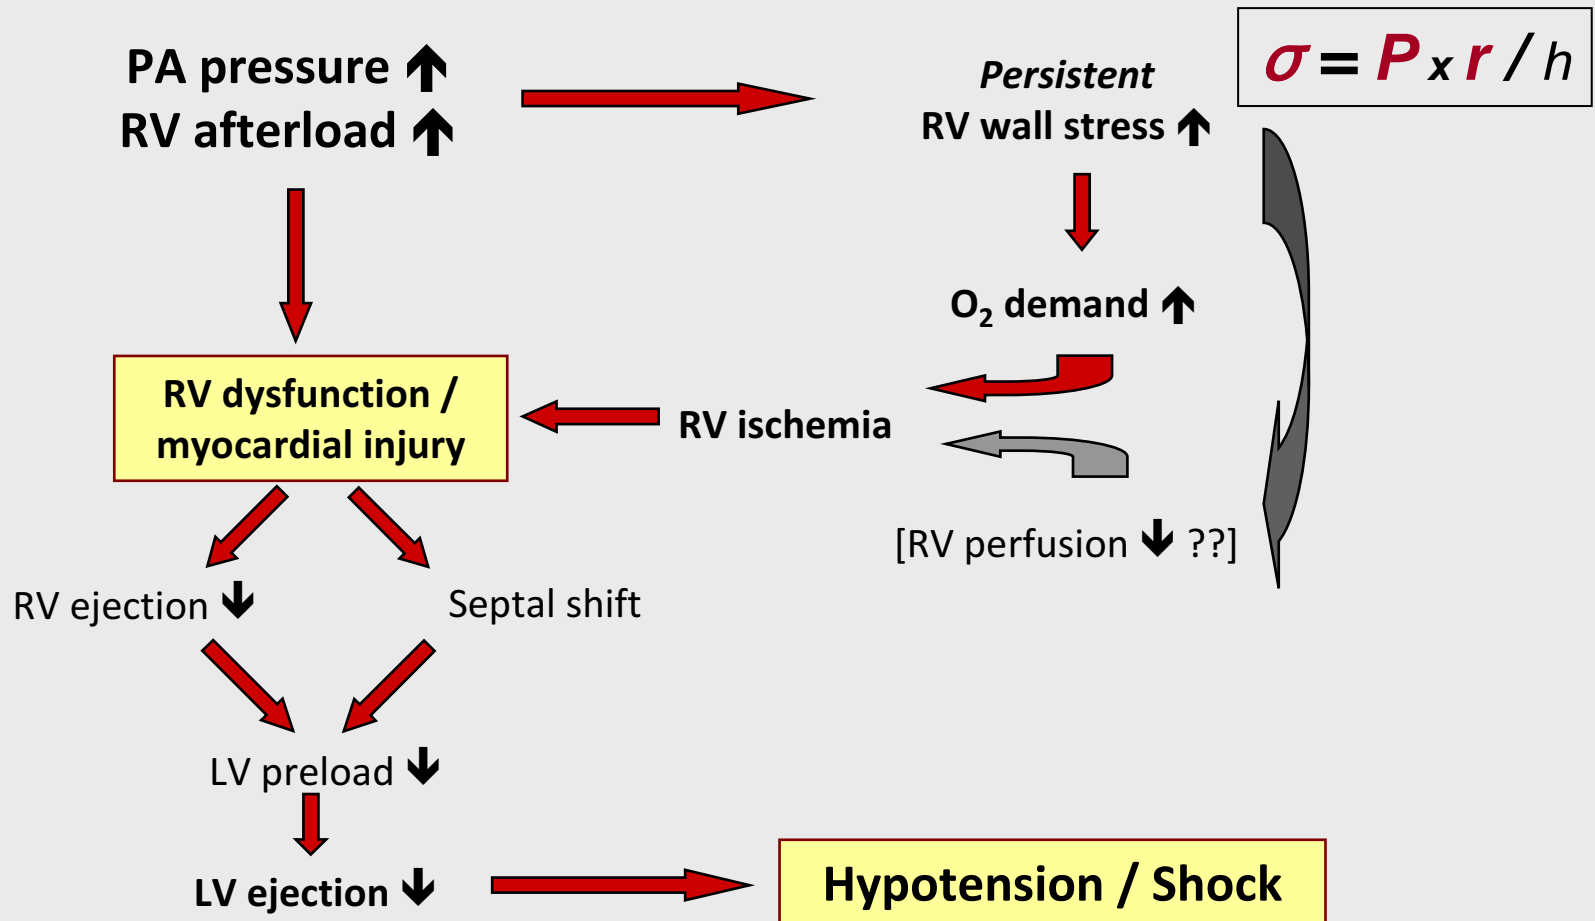 PA pressure 🡹
RV afterload 🡹
Persistent
RV wall stress 🡹
σ = P x r / h
O₂ demand 🡹
RV dysfunction /
myocardial injury
RV ischemia
[RV perfusion 🡻 ??]
RV ejection 🡻
Septal shift
LV preload 🡻
LV ejection 🡻
Hypotension / Shock